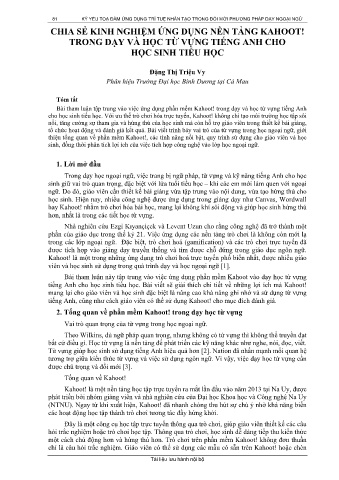 81 KỶ YẾU TỌA ĐÀM ỨNG DỤNG TRÍ TUỆ NHÂN TẠO TRONG ĐỔI MỚI PHƯƠNG PHÁP DẠY NGOẠI NGỮ
CHIA SẺ KINH NGHIỆM ỨNG DỤNG NỀN TẢNG KAHOOT!
TRONG DẠY VÀ HỌC TỪ VỰNG TIẾNG ANH CHO
HỌC SINH TIỂU HỌC
Đặng Thị Triệu Vy
Phân hiệu Trường Đại học Bình Dương tại Cà Mau
Tóm tắt
Bài tham luận tập trung vào việc ứng dụng phần mềm Kahoot! trong dạy và học từ vựng tiếng Anh
cho học sinh tiểu học. Với ưu thế trò chơi hóa trực tuyến, Kahoot! không chỉ tạo môi trường học tập sôi
nổi, tăng cường sự tham gia và hứng thú của học sinh mà còn hỗ trợ giáo viên trong thiết kế bài giảng,
tổ chức hoạt động và đánh giá kết quả. Bài viết trình bày vai trò của từ vựng trong học ngoại ngữ, giới
thiệu tổng quan về phần mềm Kahoot!, các tính năng nổi bật, quy trình sử dụng cho giáo viên và học
sinh, đồng thời phân tích lợi ích của việc tích hợp công nghệ vào lớp học ngoại ngữ.
1. Lời mở đầu
Trong dạy học ngoại ngữ, việc trang bị ngữ pháp, từ vựng và kỹ năng tiếng Anh cho học
sinh giữ vai trò quan trọng, đặc biệt với lứa tuổi tiểu học – khi các em mới làm quen với ngoại
ngữ. Do đó, giáo viên cần thiết kế bài giảng vừa tập trung vào nội dung, vừa tạo hứng thú cho
học sinh. Hiện nay, nhiều công nghệ được ứng dụng trong giảng dạy như Canvas, Wordwall
hay Kahoot! nhằm trò chơi hóa bài học, mang lại không khí sôi động và giúp học sinh hứng thú
hơn, nhất là trong các tiết học từ vựng.
Nhà nghiên cứu Ezgi Kıyançiçek và Levent Uzun cho rằng công nghệ đã trở thành một
phần của giáo dục trong thế kỷ 21. Việc ứng dụng các nền tảng trò chơi là không còn mới lạ
trong các lớp ngoại ngữ. Đặc biệt, trò chơi hoá (gamification) và các trò chơi trực tuyến đã
được tích hợp vào giảng dạy truyền thống và tìm được chỗ đứng trong giáo dục ngôn ngữ.
Kahoot! là một trong những ứng dụng trò chơi hoá trực tuyến phổ biến nhất, được nhiều giáo
viên và học sinh sử dụng trong quá trình dạy và học ngoại ngữ [1].
Bài tham luận này tập trung vào việc ứng dụng phần mềm Kahoot vào dạy học từ vựng
tiếng Anh cho học sinh tiểu học. Bài viết sẽ giải thích chi tiết về những lợi ích mà Kahoot!
mang lại cho giáo viên và học sinh đặc biệt là nâng cao khả năng ghi nhớ và sử dụng từ vựng
tiếng Anh, cũng như cách giáo viên có thể sử dụng Kahoot! cho mục đích đánh giá.
2. Tổng quan về phần mềm Kahoot! trong dạy học từ vựng
Vai trò quan trọng của từ vựng trong học ngoại ngữ.
Theo Wilkins, dù ngữ pháp quan trọng, nhưng không có từ vựng thì không thể truyền đạt
bất cứ điều gì. Học từ vựng là nền tảng để phát triển các kỹ năng khác như nghe, nói, đọc, viết.
Từ vựng giúp học sinh sử dụng tiếng Anh hiệu quả hơn [2]. Nation đã nhấn mạnh mối quan hệ
tương trợ giữa kiến thức từ vựng và việc sử dụng ngôn ngữ. Vì vậy, việc dạy học từ vựng cần
được chú trọng và đổi mới [3].
Tổng quan về Kahoot!
Kahoot! là một nền tảng học tập trực tuyến ra mắt lần đầu vào năm 2013 tại Na Uy, được
phát triển bởi nhóm giảng viên và nhà nghiên cứu của Đại học Khoa học và Công nghệ Na Uy
(NTNU). Ngay từ khi xuất hiện, Kahoot! đã nhanh chóng thu hút sự chú ý nhờ khả năng biến
các hoạt động học tập thành trò chơi tương tác đầy hứng khởi.
Đây là một công cụ học tập trực tuyến thông qua trò chơi, giúp giáo viên thiết kế các câu
hỏi trắc nghiệm hoặc trò chơi học tập. Thông qua trò chơi, học sinh dễ dàng tiếp thu kiến thức
một cách chủ động hơn và hứng thú hơn. Trò chơi trên phần mềm Kahoot! không đơn thuần
chỉ là câu hỏi trắc nghiệm. Giáo viên có thể sử dụng các mẫu có sẵn trên Kahoot! hoặc chèn
Tài liệu lưu hành nội bộ